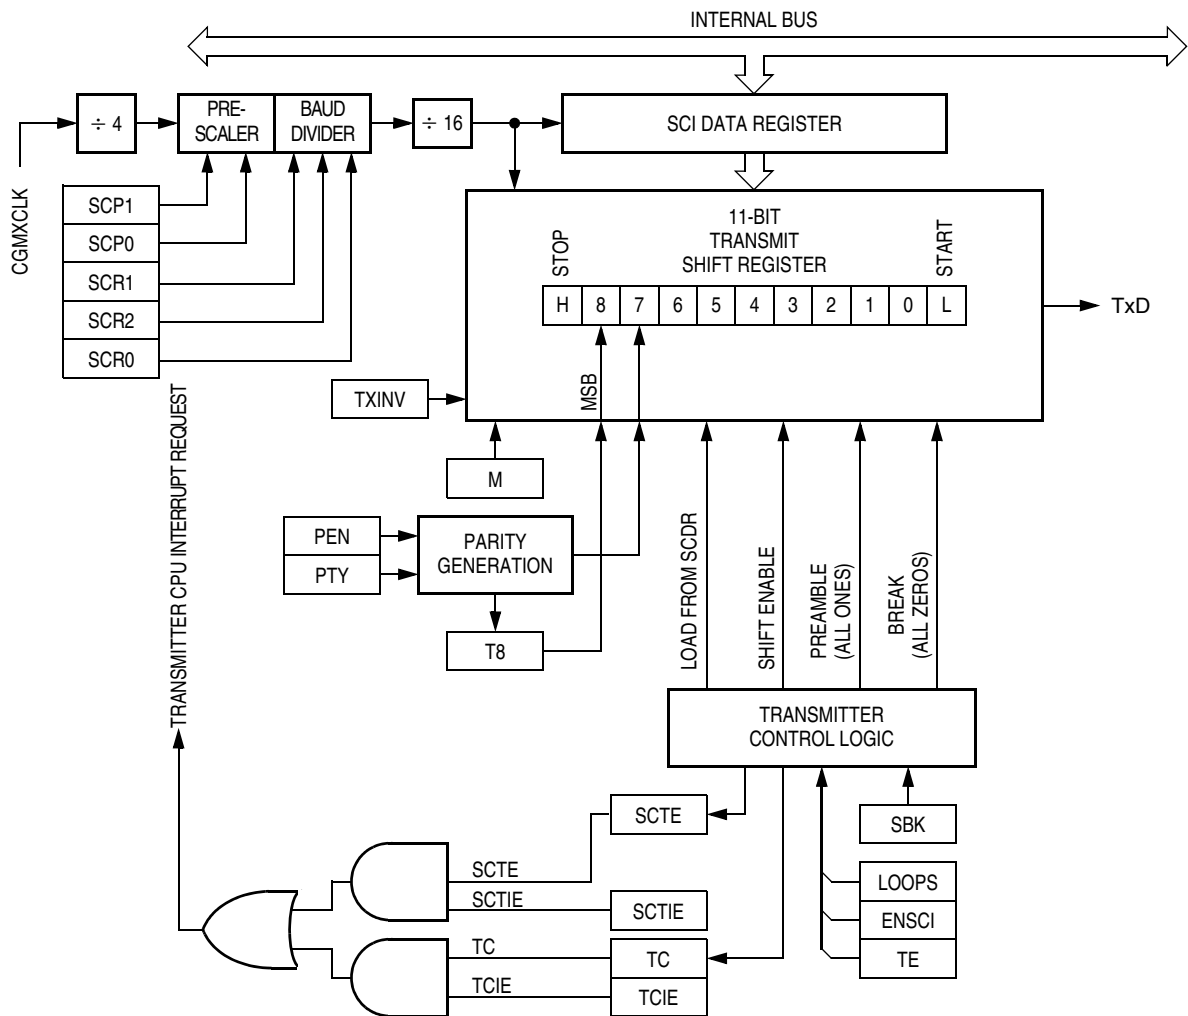 INTERNAL BUS
÷ 4
PRE-
SCALER
BAUD
DIVIDER
÷ 16
SCI DATA REGISTER
CGMXCLK
SCP1
SCP0
SCR1
SCR2
SCR0
11-BIT
TRANSMIT
SHIFT REGISTER
STOP
START
H 8 7 6 5 4 3 2 1 0 L
TxD
TXINV
MSB
M
PEN
PTY
PARITY
GENERATION
T8
TRANSMITTER CPU INTERRUPT REQUEST
LOAD FROM SCDR
SHIFT ENABLE
PREAMBLE
(ALL ONES)
BREAK
(ALL ZEROS)
TRANSMITTER
CONTROL LOGIC
SCTE
SBK
SCTE
SCTIE
SCTIE
LOOPS
ENSCI
TE
TC
TC
TCIE
TCIE